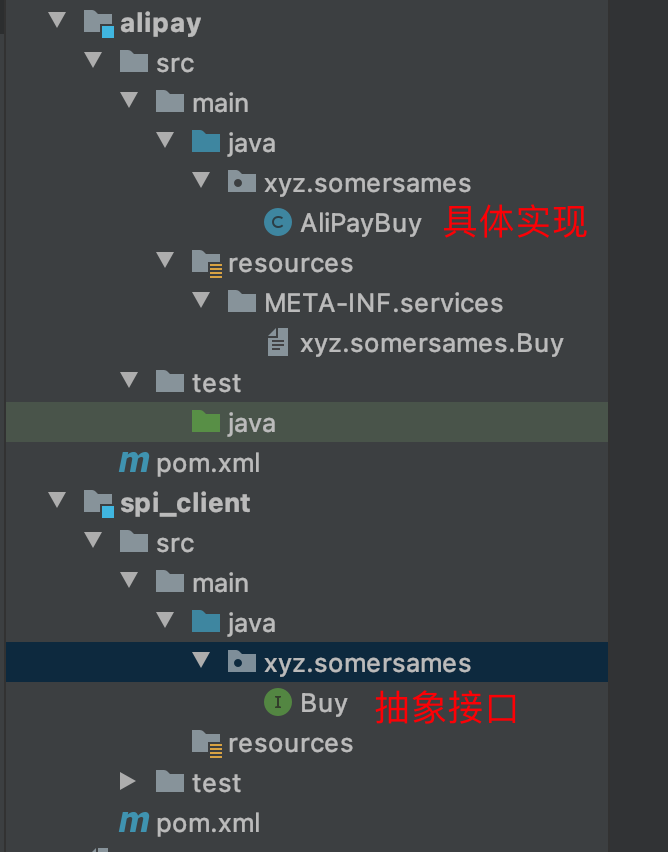 alipay
src
main
java
xyz.somersames
AliPayBuy 具体实现
resources
META-INF.services
xyz.somersames.Buy
test
java
pom.xml
spi_client
src
main
java
xyz.somersames
Buy 抽象接口
resources
test
pom.xml